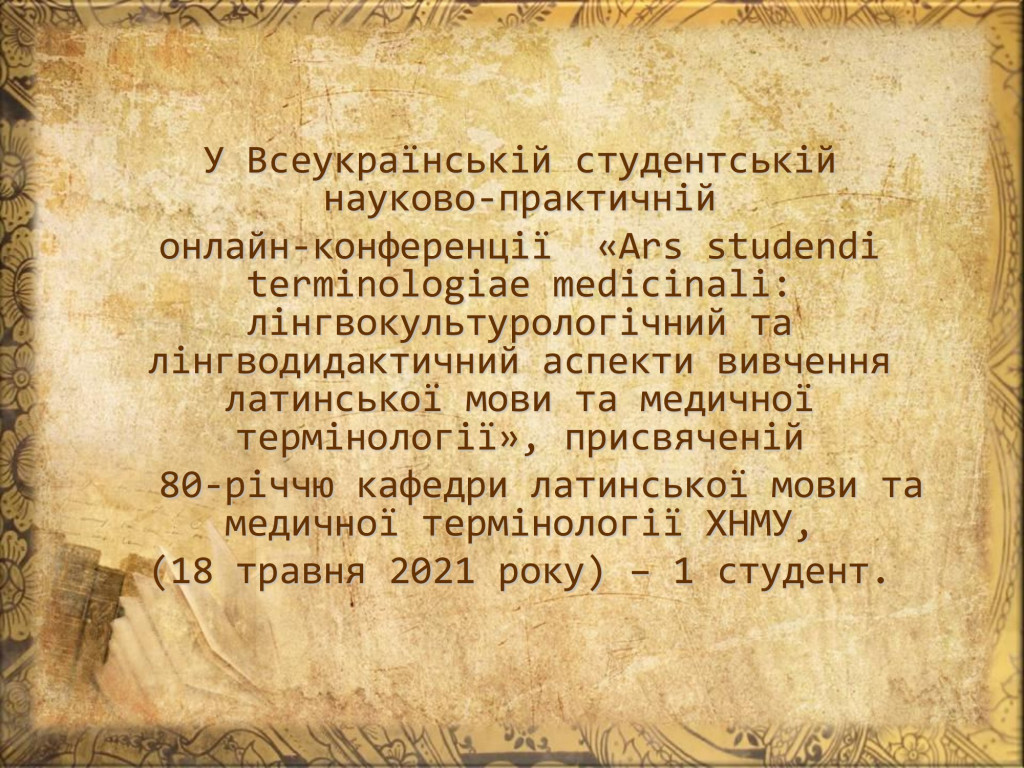 У Всеукраїнській студентській
науково-практичній
онлайн-конференції «Ars studendi
terminologiae medicinali:
лінгвокультурологічний та
лінгводидактичний аспекти вивчення
латинської мови та медичної
термінології», присвяченій
80-річчю кафедри латинської мови та
медичної термінології ХНМУ,
(18 травня 2021 року) – 1 студент.